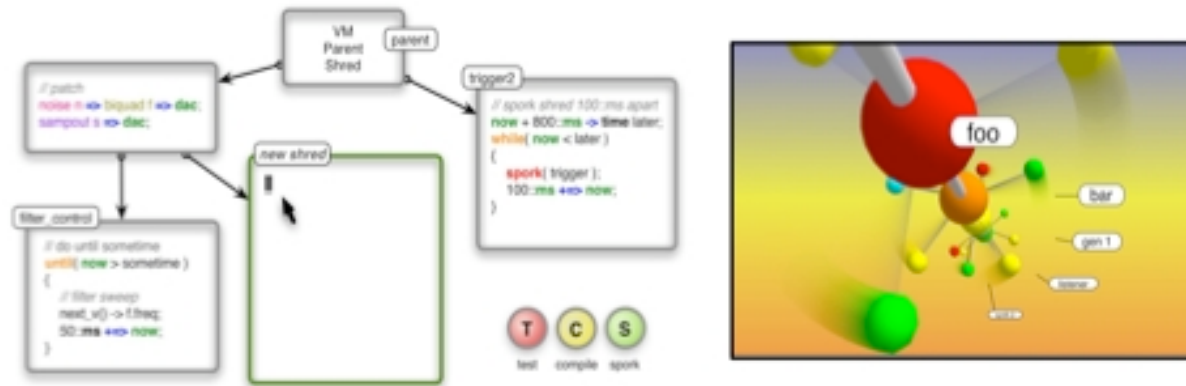 VM
Parent
Shred
parent
// patch
noise n => biquad f => dac;
sampout s => dac;
trigger2
// spork shred 100::ms apart
now + 800::ms -> time later;
while( now < later )
{
spork( trigger );
100::ms +=> now;
}
new shred
filter_control
// do until sometime
until( now > sometime )
{
// filter sweep
next_v() -> f.freq;
50::ms +=> now;
}
T
C
S
test
compile
spork
foo
bar
gen 1
listener